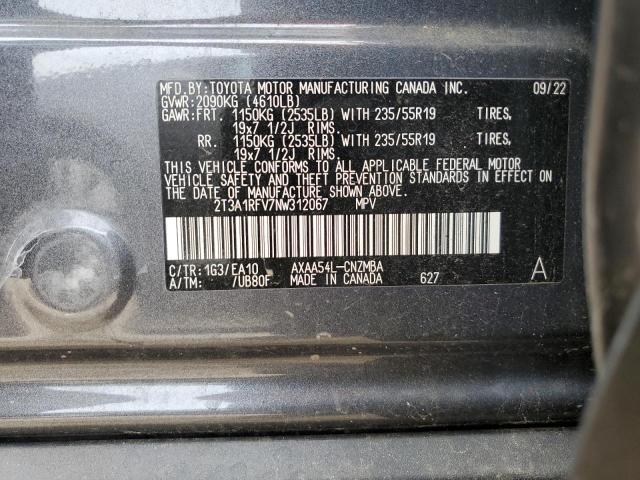 MFD.BY:TOYOTA MOTOR MANUFACTURING CANADA INC. 09/22
GVWR:2090KG (4610LB)
GAWR:FRT. 1150KG (2535LB) WITH 235/55R19 TIRES,
19x7 1/2J RIMS.
RR. 1150KG (2535LB) WITH 235/55R19 TIRES,
19x7 1/2J RIMS.
THIS VEHICLE CONFORMS TO ALL APPLICABLE FEDERAL MOTOR
VEHICLE SAFETY AND THEFT PREVENTION STANDARDS IN EFFECT ON
THE DATE OF MANUFACTURE SHOWN ABOVE.
2T3A1RFV7NW312067 MPV
C/TR:1G3/EA10 AXAA54L-CNZMBA A
A/TM: /UB80F MADE IN CANADA 627